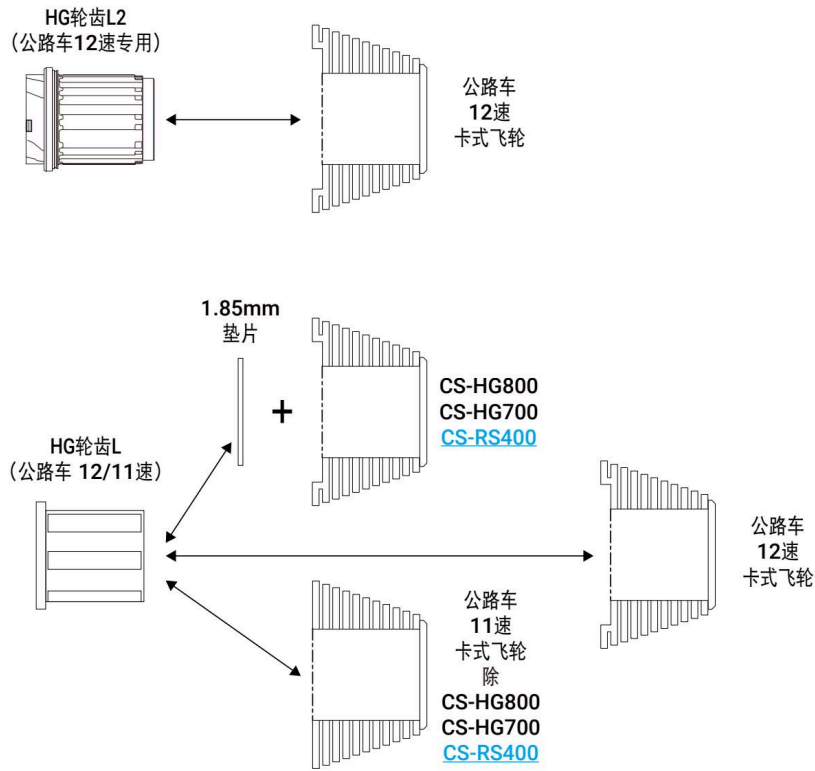 HG轮齿L2
（公路车12速专用）
公路车
12速
卡式飞轮
1.85mm
垫片
+
CS-HG800
CS-HG700
CS-RS400
HG轮齿L
（公路车 12/11速）
公路车
12速
卡式飞轮
公路车
11速
卡式飞轮
除
CS-HG800
CS-HG700
CS-RS400